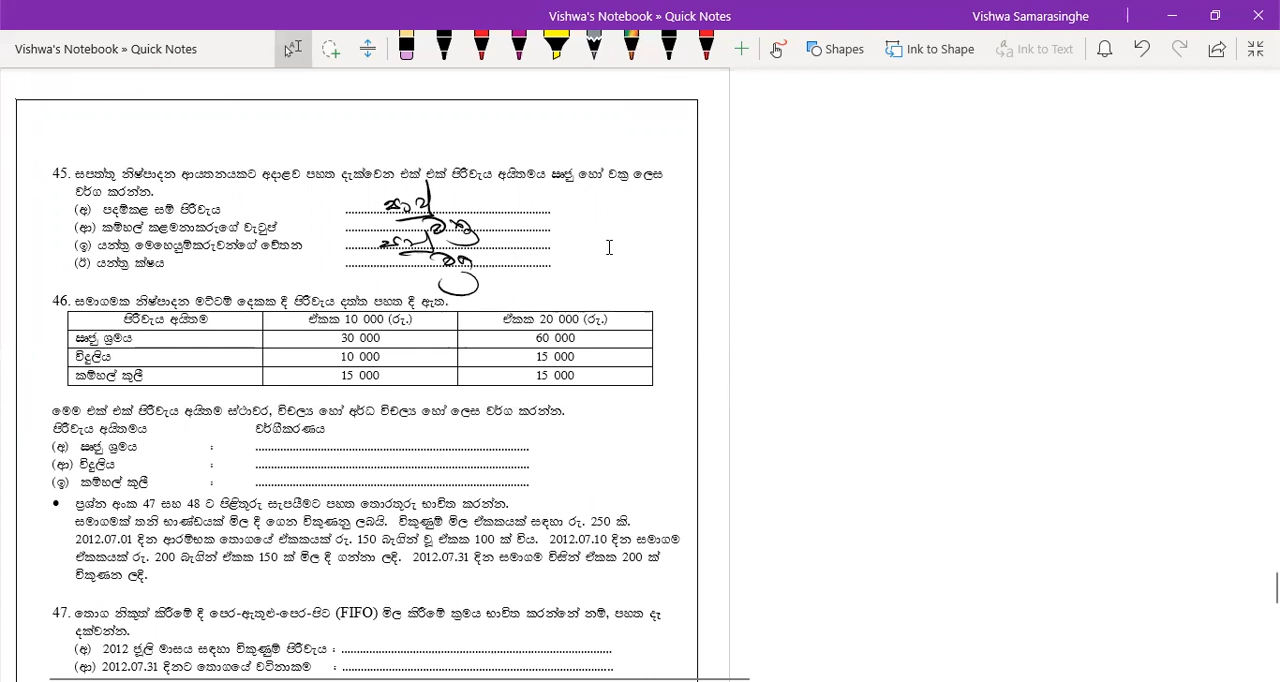 Vishwa's Notebook » Quick Notes
Vishwa Samarasinghe
Vishwa's Notebook » Quick Notes
Shapes
Ink to Shape
Ink to Text
45. සපත්තු නිෂ්පාදන ආයතනයකට අදාළව පහත දැක්වෙන එක් එක් පිරිවැය අයිතමය සෘජු හෝ වක්‍ර ලෙස
වර්ග කරන්න.
(අ) පදම්කළ සම් පිරිවැය ............................ සෘජු
(ආ) කම්හල් කළමනාකරුගේ වැටුප් ............................ වක්‍ර
(ඉ) යන්ත්‍ර මෙහෙයුම්කරුවන්ගේ වේතන ............................ සෘජු
(ඊ) යන්ත්‍ර ක්ෂය ............................ වක්‍ර
46. සමාගමක නිෂ්පාදන මට්ටම් දෙකක දී පිරිවැය දත්ත පහත දී ඇත.
පිරිවැය අයිතම ඒකක 10 000 (රු.) ඒකක 20 000 (රු.)
සෘජු ශ්‍රමය 30 000 60 000
විදුලිය 10 000 15 000
කම්හල් කුලී 15 000 15 000
මෙම එක් එක් පිරිවැය අයිතම ස්ථාවර, විචල්‍ය හෝ අර්ධ විචල්‍ය හෝ ලෙස වර්ග කරන්න.
පිරිවැය අයිතමය වර්ගීකරණය
(අ) සෘජු ශ්‍රමය : ............................
(ආ) විදුලිය : ............................
(ඉ) කම්හල් කුලී : ............................
• ප්‍රශ්න අංක 47 සහ 48 ට පිළිතුරු සැපයීමට පහත තොරතුරු භාවිත කරන්න.
සමාගමක් තනි භාණ්ඩයක් මිල දී ගෙන විකුණනු ලබයි. විකුණුම් මිල ඒකකයක් සඳහා රු. 250 කි.
2012.07.01 දින ආරම්භක තොගයේ ඒකකයක් රු. 150 බැගින් වූ ඒකක 100 ක් විය. 2012.07.10 දින සමාගම
ඒකකයක් රු. 200 බැගින් ඒකක 150 ක් මිල දී ගන්නා ලදි. 2012.07.31 දින සමාගම විසින් ඒකක 200 ක්
විකුණන ලදි.
47. තොග නිකුත් කිරීමේ දී පෙර-ඇතුළු-පෙර-පිට (FIFO) මිල කිරීමේ ක්‍රමය භාවිත කරන්නේ නම්, පහත දෑ
දක්වන්න.
(අ) 2012 ජූලි මාසය සඳහා විකුණුම් පිරිවැය : ............................
(ආ) 2012.07.31 දිනට තොගයේ වටිනාකම : ............................